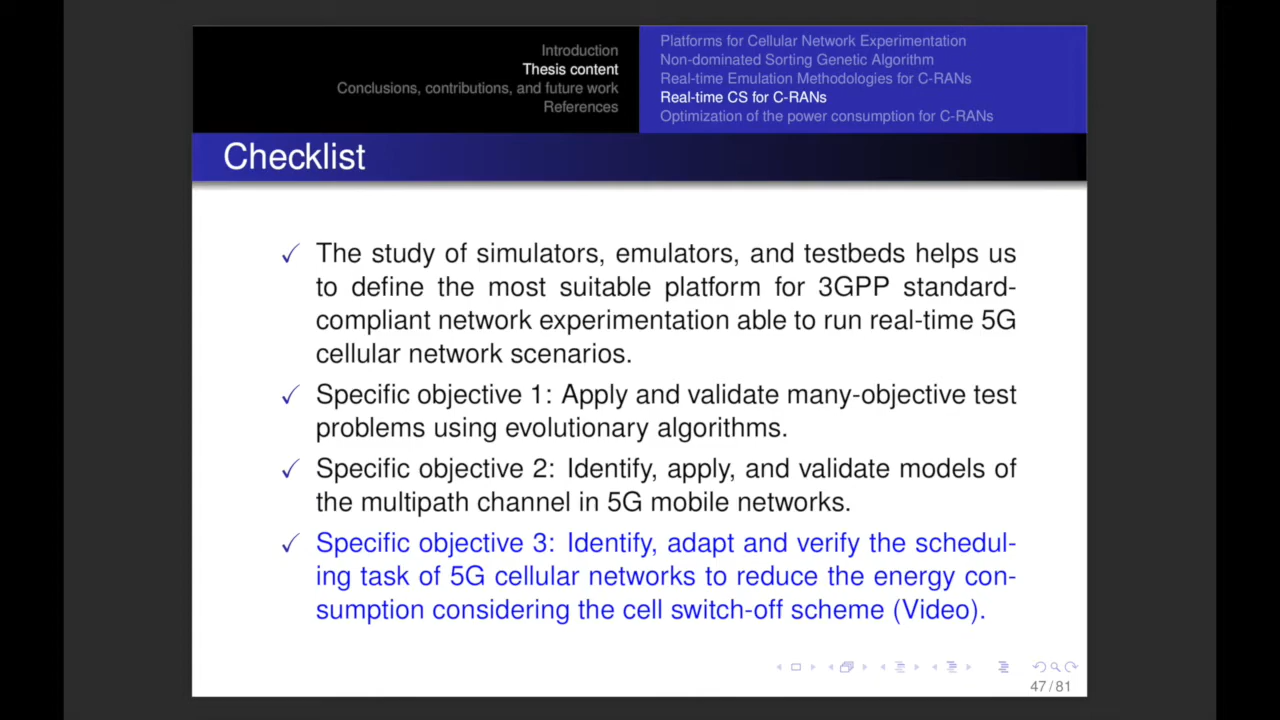 Introduction
Thesis content
Conclusions, contributions, and future work
References
Platforms for Cellular Network Experimentation
Non-dominated Sorting Genetic Algorithm
Real-time Emulation Methodologies for C-RANs
Real-time CS for C-RANs
Optimization of the power consumption for C-RANs
Checklist
✓ The study of simulators, emulators, and testbeds helps us
to define the most suitable platform for 3GPP standard-
compliant network experimentation able to run real-time 5G
cellular network scenarios.
✓ Specific objective 1: Apply and validate many-objective test
problems using evolutionary algorithms.
✓ Specific objective 2: Identify, apply, and validate models of
the multipath channel in 5G mobile networks.
✓ Specific objective 3: Identify, adapt and verify the schedul-
ing task of 5G cellular networks to reduce the energy con-
sumption considering the cell switch-off scheme (Video).
47/81